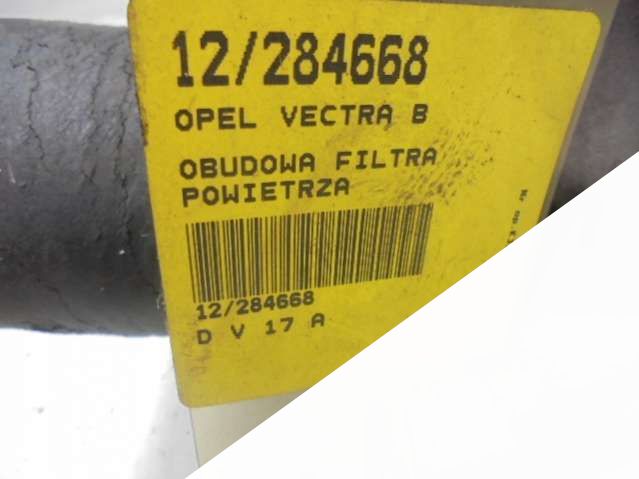 12/284668
OPEL VECTRA B
OBUDOWA FILTRA
POWIETRZA
12/284668
D V 17 A